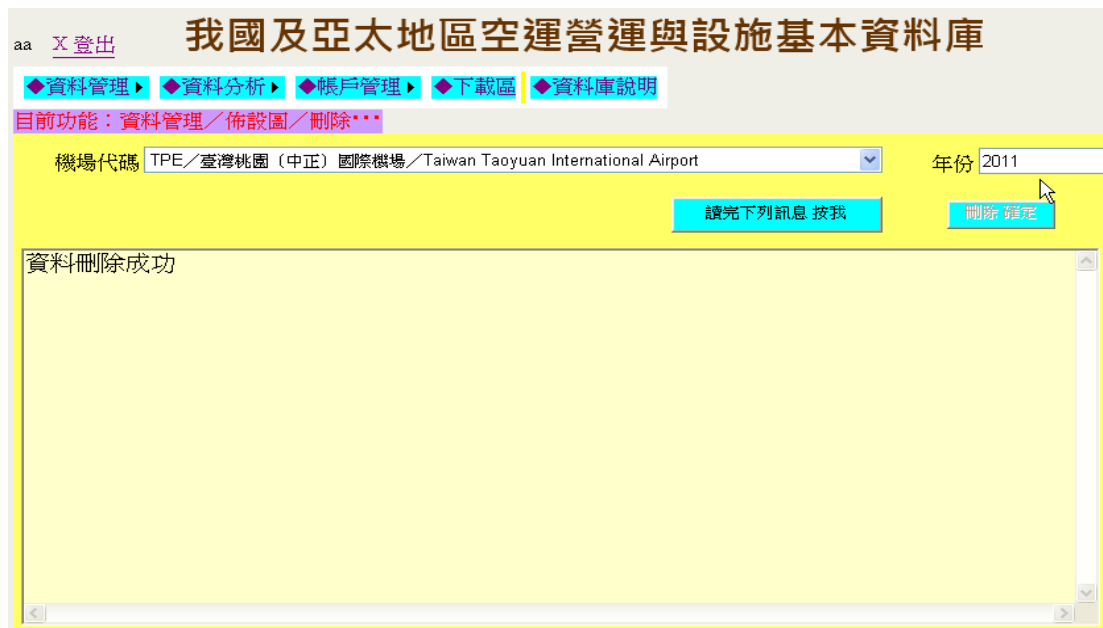 aa X 登出 我國及亞太地區空運營運與設施基本資料庫
◆資料管理 ◆資料分析 ◆帳戶管理 ◆下載區 ◆資料庫說明
目前功能：資料管理／佈設圖／刪除‧‧‧
機場代碼 TPE／臺灣桃園（中正）國際機場／Taiwan Taoyuan International Airport 年份 2011
讀完下列訊息 按我 刪除 確定
資料刪除成功